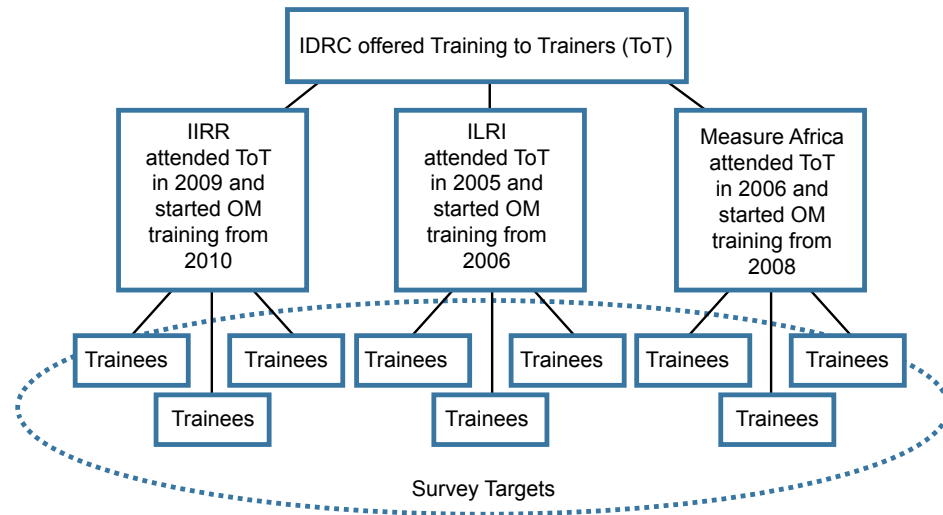 IDRC offered Training to Trainers (ToT)
IIRR
attended ToT
in 2009 and
started OM
training from
2010
ILRI
attended ToT
in 2005 and
started OM
training from
2006
Measure Africa
attended ToT
in 2006 and
started OM
training from
2008
Trainees
Trainees
Trainees
Trainees
Trainees
Trainees
Trainees
Trainees
Trainees
Survey Targets